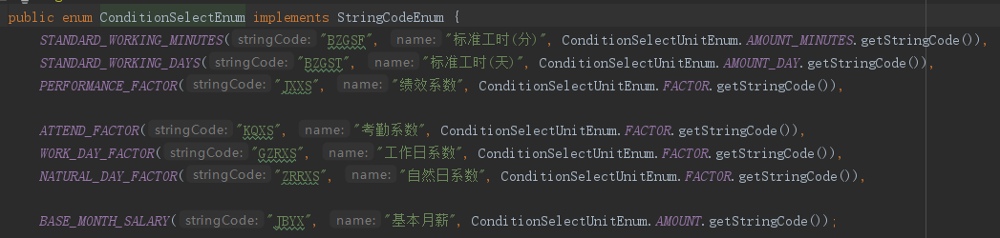 public enum ConditionSelectEnum implements StringCodeEnum {
STANDARD_WORKING_MINUTES( stringCode: "BZGSF", name: "标准工时(分)", ConditionSelectUnitEnum.AMOUNT_MINUTES.getStringCode()),
STANDARD_WORKING_DAYS( stringCode: "BZGST", name: "标准工时(天)", ConditionSelectUnitEnum.AMOUNT_DAY.getStringCode()),
PERFORMANCE_FACTOR( stringCode: "JXXS", name: "绩效系数", ConditionSelectUnitEnum.FACTOR.getStringCode()),
ATTEND_FACTOR( stringCode: "KQXS", name: "考勤系数", ConditionSelectUnitEnum.FACTOR.getStringCode()),
WORK_DAY_FACTOR( stringCode: "GZRXS", name: "工作日系数", ConditionSelectUnitEnum.FACTOR.getStringCode()),
NATURAL_DAY_FACTOR( stringCode: "ZRRXS", name: "自然日系数", ConditionSelectUnitEnum.FACTOR.getStringCode()),
BASE_MONTH_SALARY( stringCode: "JBYX", name: "基本月薪", ConditionSelectUnitEnum.AMOUNT.getStringCode());